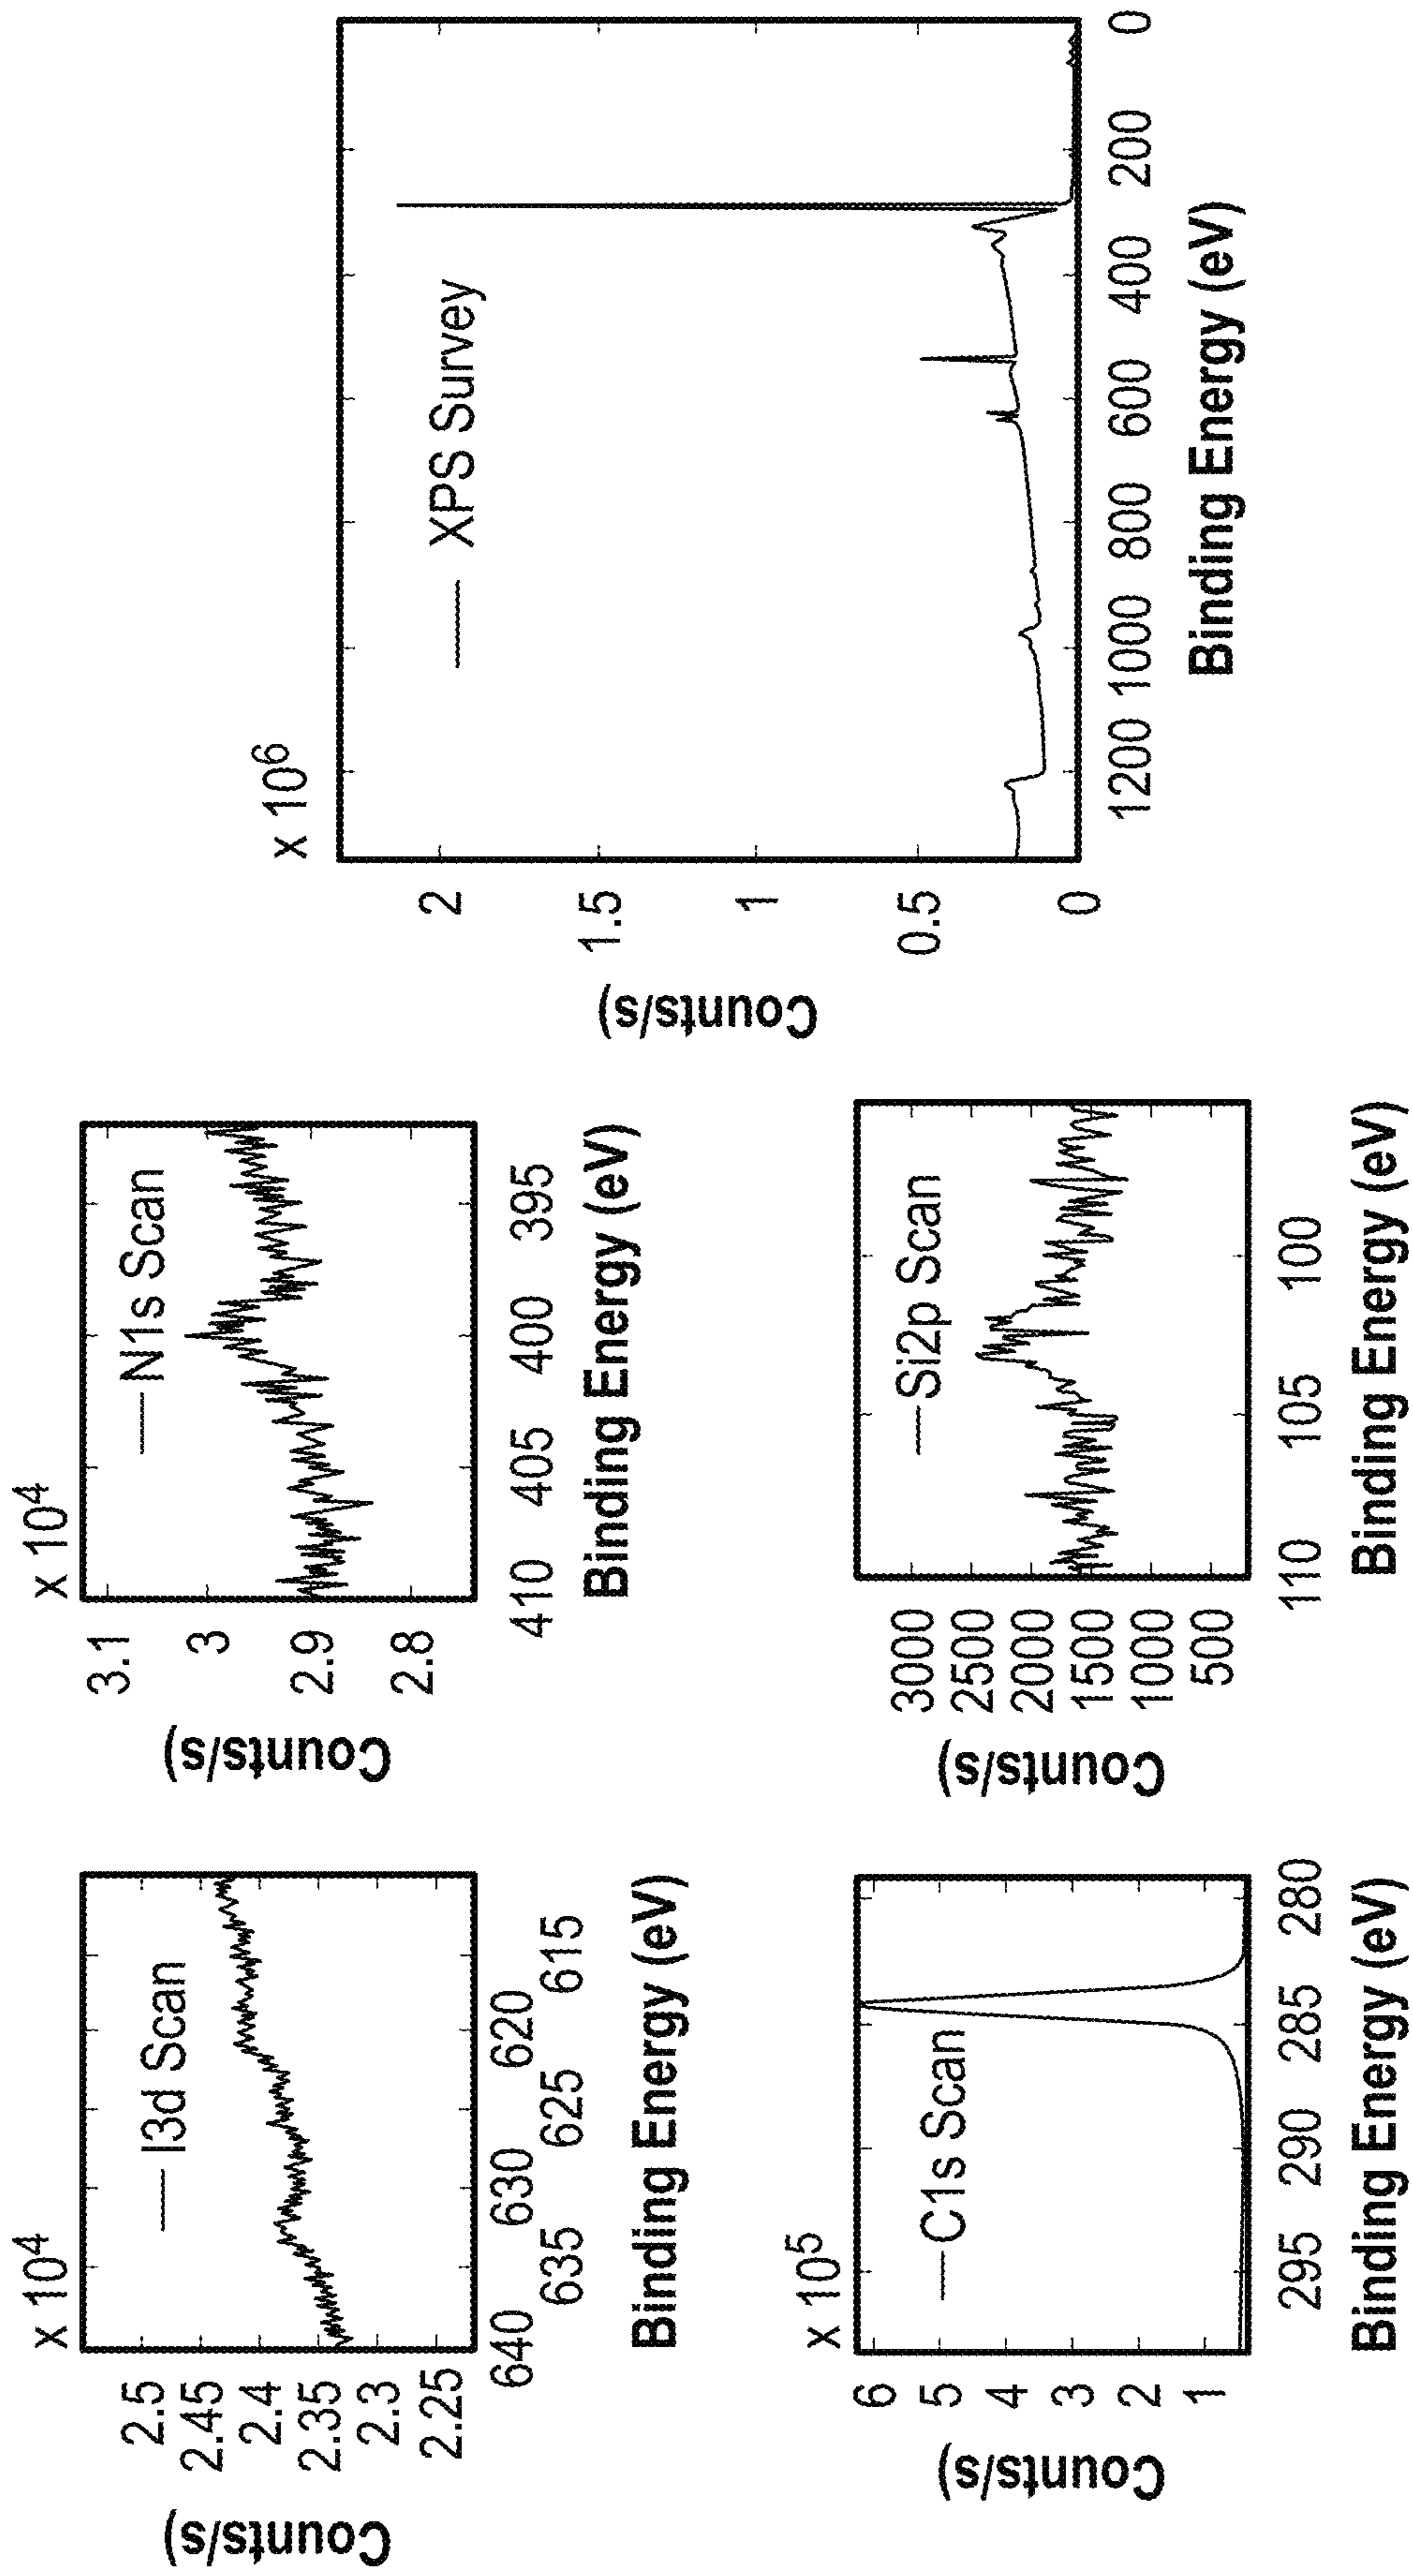 x 10^4
I3d Scan
2.5
2.45
2.4
2.35
2.3
2.25
Counts/s)
640 630 620
635 625 615
Binding Energy (eV)
x 10^4
N1s Scan
3.1
3
2.9
2.8
Counts/s)
410 405 400 395
Binding Energy (eV)
x 10^5
C1s Scan
6
5
4
3
2
1
Counts/s)
295 290 285 280
Binding Energy (eV)
Si2p Scan
3000
2500
2000
1500
1000
500
Counts/s)
110 105 100
Binding Energy (eV)
x 10^6
XPS Survey
2
1.5
1
0.5
0
Counts/s)
1200 1000 800 600 400 200 0
Binding Energy (eV)